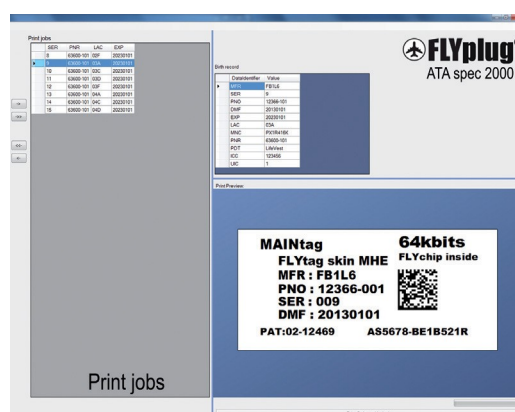 Print jobs
SER PNR LAC EXP
8 63600-101 02F 20230101
9 63600-101 03A 20230101
10 63600-101 03C 20230101
11 63600-101 03D 20230101
12 63600-101 03F 20230101
13 63600-101 04A 20230101
14 63600-101 04C 20230101
15 63600-101 04D 20230101
Print jobs
FLYplug
ATA spec 2000
Birth record
DataIdentifier Value
MFR FB1L6
SER 9
PNO 12366-101
DMF 20130101
EXP 20230101
LAC 03A
MNC PX1R41BK
PNR 63600-101
PDT LifeVest
ICC 123456
UIC 1
Print Preview:
MAINtag 64kbits
FLYtag skin MHE FLYchip inside
MFR : FB1L6
PNO : 12366-001
SER : 009
DMF : 20130101
PAT:02-12469 AS5678-BE1B521R